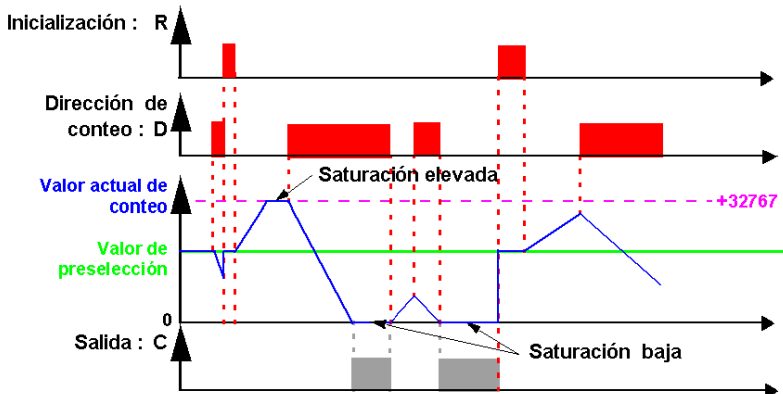 Inicialización : R
Dirección de
conteo : D
Valor actual de
conteo
Saturación elevada
+32767
Valor de
preselección
0
Salida : C
Saturación baja